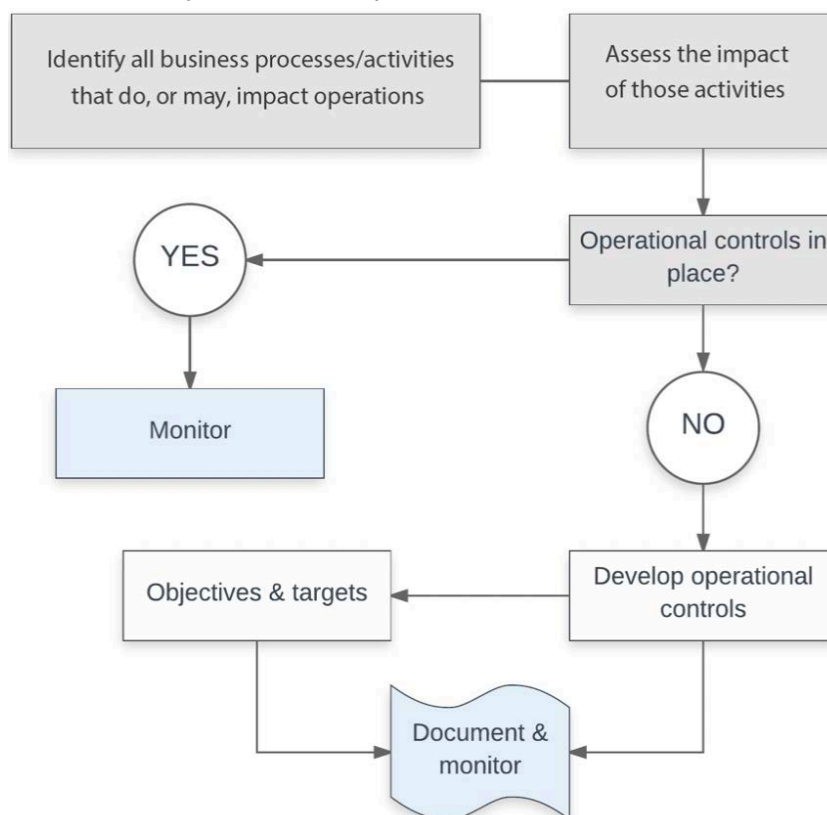 Identify all business processes/activities
that do, or may, impact operations
Assess the impact
of those activities
YES
Operational controls in
place?
Monitor
NO
Objectives & targets
Develop operational
controls
Document &
monitor